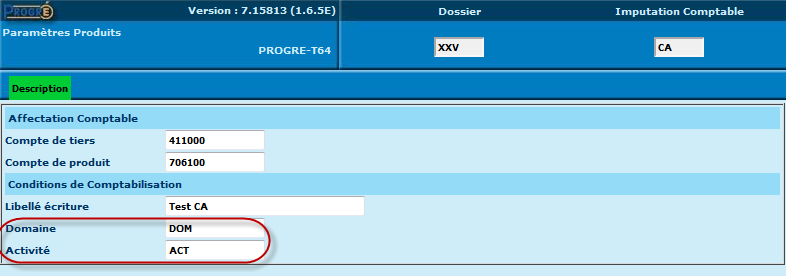 PROGRÉ Version : 7.15813 (1.6.5E) Dossier Imputation Comptable
Paramètres Produits
PROGRE-T64 XXV CA
Description
Affectation Comptable
Compte de tiers 411000
Compte de produit 706100
Conditions de Comptabilisation
Libellé écriture Test CA
Domaine DOM
Activité ACT